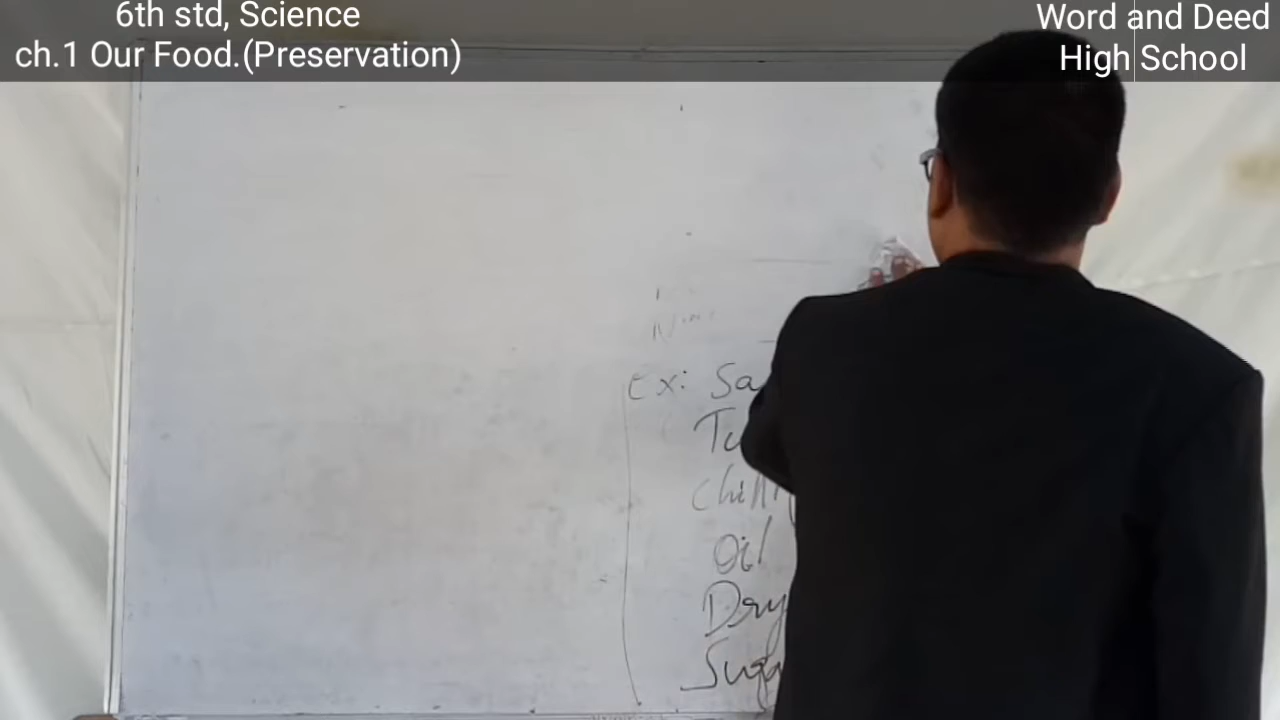 6th std, Science
ch.1 Our Food.(Preservation)
Word and Deed
High School
Ex: Sa
Tu
Chill
Oil
Dry
Suga